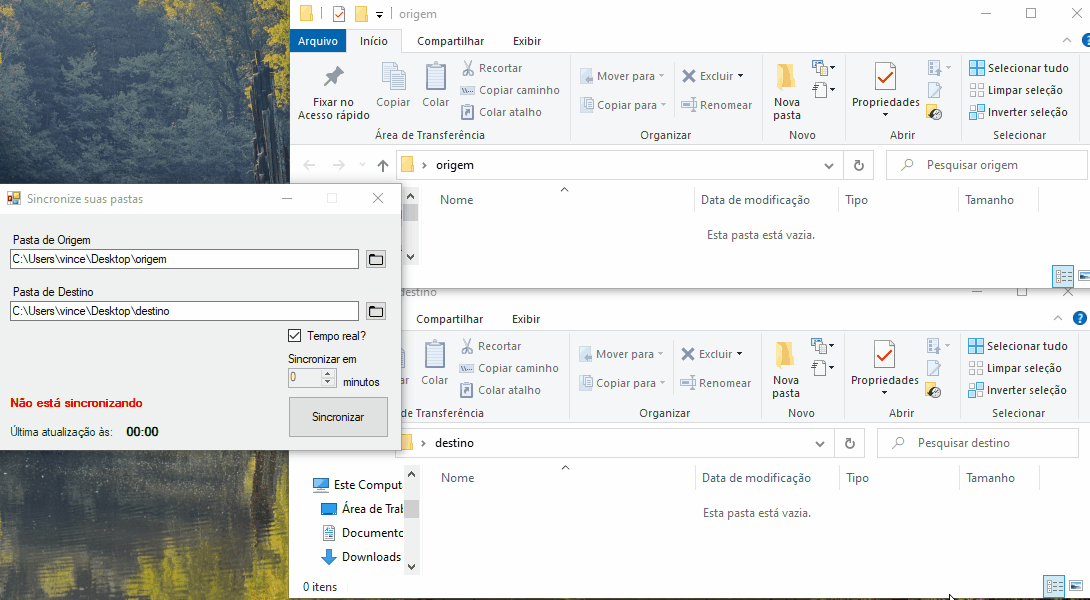 origem
Arquivo Início Compartilhar Exibir
Fixar no Acesso rápido
Copiar
Colar
Recortar
Copiar caminho
Colar atalho
Área de Transferência
Mover para
Copiar para
Excluir
Renomear
Organizar
Nova pasta
Novo
Propriedades
Abrir
Selecionar tudo
Limpar seleção
Inverter seleção
Selecionar
origem
Pesquisar origem
Nome Data de modificação Tipo Tamanho
Esta pasta está vazia.
Sincronize suas pastas
Pasta de Origem
C:\Users\vince\Desktop\origem
Pasta de Destino
C:\Users\vince\Desktop\destino
Tempo real?
Sincronizar em
0 minutos
Não está sincronizando
Sincronizar
Última atualização às: 00:00
destino
Compartilhar Exibir
ar
Colar
Recortar
Copiar caminho
Colar atalho
de Transferência
Mover para
Copiar para
Excluir
Renomear
Organizar
Nova pasta
Novo
Propriedades
Abrir
Selecionar tudo
Limpar seleção
Inverter seleção
Selecionar
destino
Pesquisar destino
Nome Data de modificação Tipo Tamanho
Esta pasta está vazia.
Este Comput
Área de Trab
Documento
Downloads
0 itens